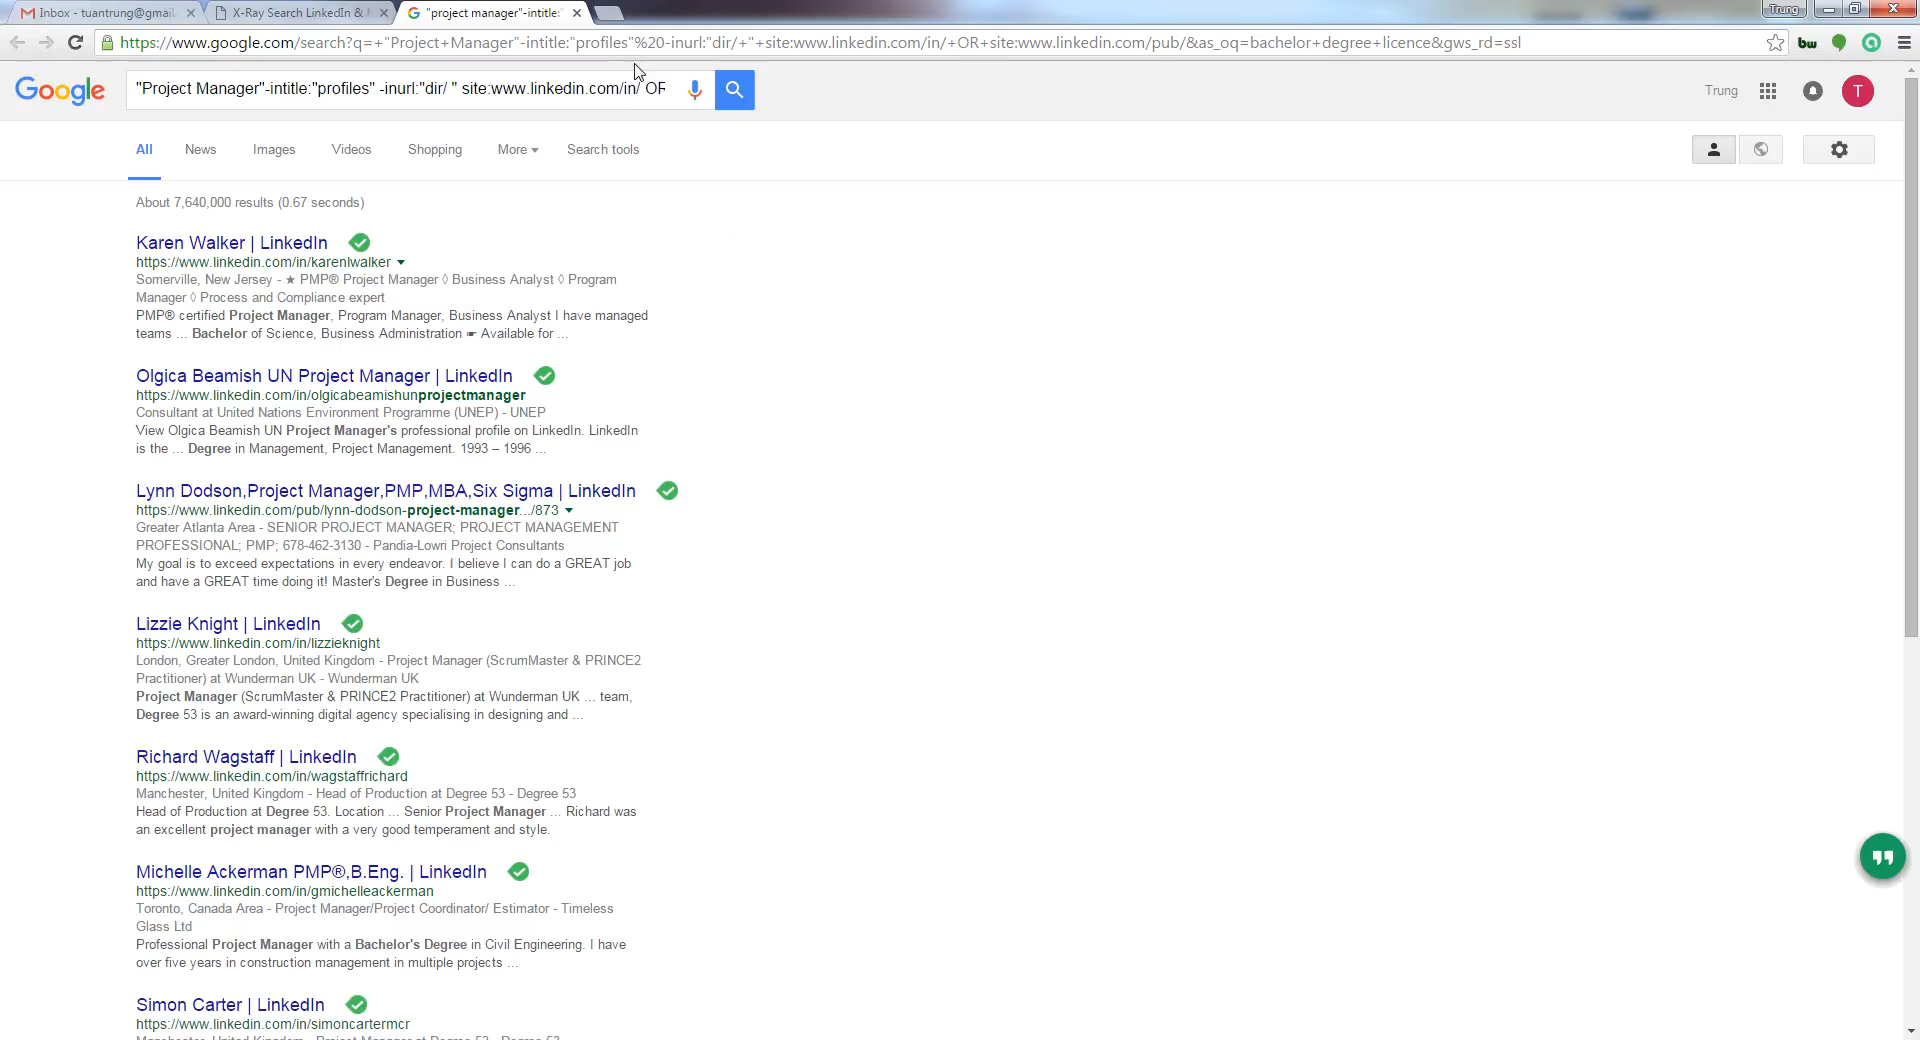 Inbox - tuantrung@gmail.
X-Ray Search LinkedIn &
"project manager"-intitle:"
Trung
https://www.google.com/search?q=+"Project+Manager"-intitle:"profiles"%20-inurl:"dir/+"+site:www.linkedin.com/in/+OR+site:www.linkedin.com/pub/&as_oq=bachelor+degree+licence&gws_rd=ssl
bw
Google
"Project Manager"-intitle:"profiles" -inurl:"dir/ " site:www.linkedin.com/in/ OR
Trung
T
All
News
Images
Videos
Shopping
More
Search tools
About 7,640,000 results (0.67 seconds)
Karen Walker | LinkedIn
https://www.linkedin.com/in/karenlwalker
Somerville, New Jersey - ★ PMP® Project Manager ◊ Business Analyst ◊ Program
Manager ◊ Process and Compliance expert
PMP® certified Project Manager, Program Manager, Business Analyst I have managed
teams ... Bachelor of Science, Business Administration ☛ Available for ...
Olgica Beamish UN Project Manager | LinkedIn
https://www.linkedin.com/in/olgicabeamishunprojectmanager
Consultant at United Nations Environment Programme (UNEP) - UNEP
View Olgica Beamish UN Project Manager's professional profile on LinkedIn. LinkedIn
is the ... Degree in Management, Project Management. 1993 – 1996 ...
Lynn Dodson,Project Manager,PMP,MBA,Six Sigma | LinkedIn
https://www.linkedin.com/pub/lynn-dodson-project-manager.../873
Greater Atlanta Area - SENIOR PROJECT MANAGER; PROJECT MANAGEMENT
PROFESSIONAL; PMP; 678-462-3130 - Pandia-Lowri Project Consultants
My goal is to exceed expectations in every endeavor. I believe I can do a GREAT job
and have a GREAT time doing it! Master's Degree in Business ...
Lizzie Knight | LinkedIn
https://www.linkedin.com/in/lizzieknight
London, Greater London, United Kingdom - Project Manager (ScrumMaster & PRINCE2
Practitioner) at Wunderman UK - Wunderman UK
Project Manager (ScrumMaster & PRINCE2 Practitioner) at Wunderman UK ... team,
Degree 53 is an award-winning digital agency specialising in designing and ...
Richard Wagstaff | LinkedIn
https://www.linkedin.com/in/wagstaffrichard
Manchester, United Kingdom - Head of Production at Degree 53 - Degree 53
Head of Production at Degree 53. Location ... Senior Project Manager ... Richard was
an excellent project manager with a very good temperament and style.
Michelle Ackerman PMP®,B.Eng. | LinkedIn
https://www.linkedin.com/in/gmichelleackerman
Toronto, Canada Area - Project Manager/Project Coordinator/ Estimator - Timeless
Glass Ltd
Professional Project Manager with a Bachelor's Degree in Civil Engineering. I have
over five years in construction management in multiple projects ...
Simon Carter | LinkedIn
https://www.linkedin.com/in/simoncartermcr
Manchester, United Kingdom - Project Manager at Degree 53 - Degree 53